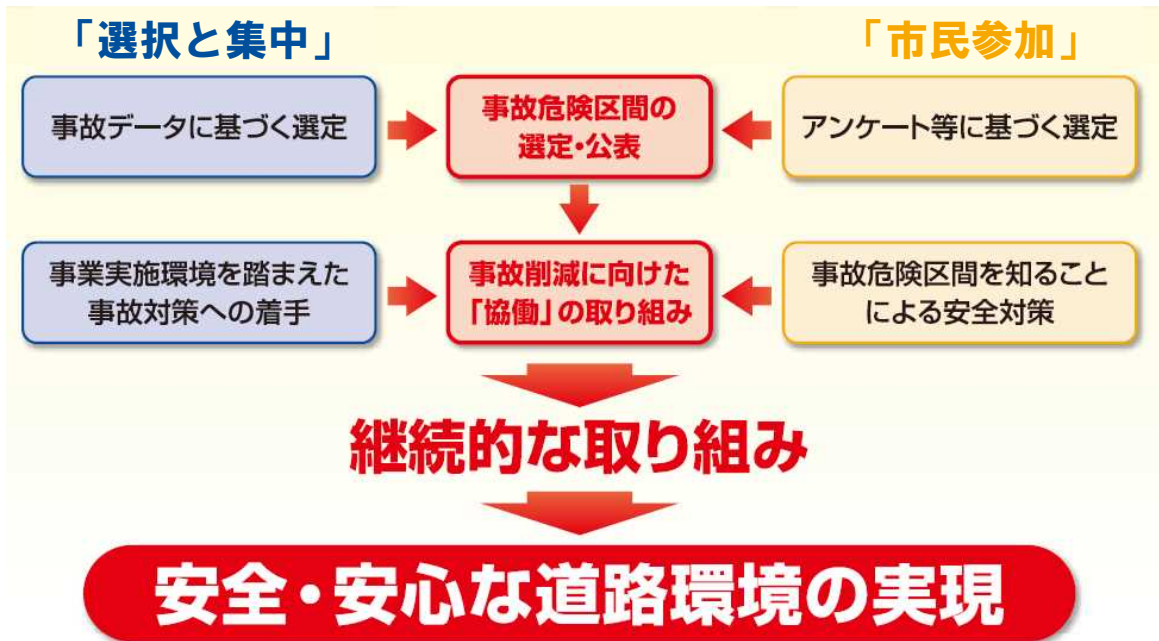 「選択と集中」
「市民参加」
事故データに基づく選定
事故危険区間の
選定・公表
アンケート等に基づく選定
事業実施環境を踏まえた
事故対策への着手
事故削減に向けた
「協働」の取り組み
事故危険区間を知ること
による安全対策
継続的な取り組み
安全・安心な道路環境の実現